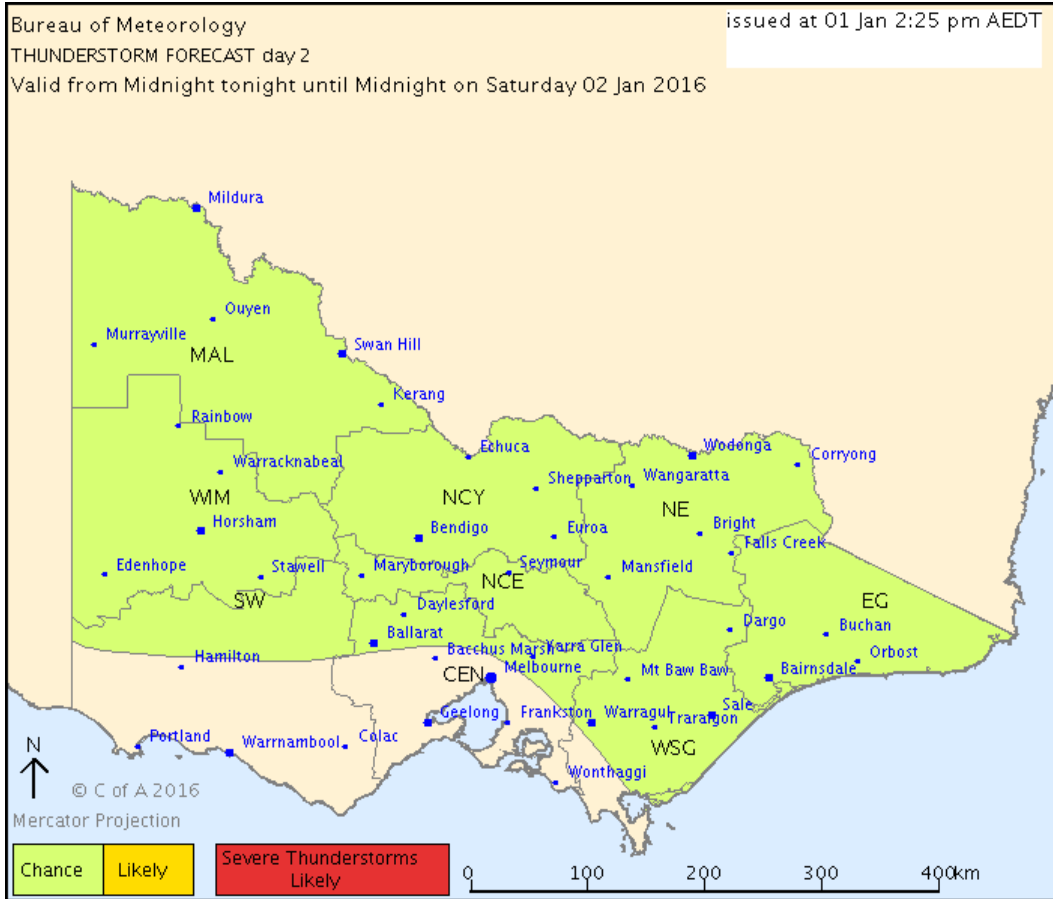 Bureau of Meteorology
issued at 01 Jan 2:25 pm AEDT
THUNDERSTORM FORECAST day 2
Valid from Midnight tonight until Midnight on Saturday 02 Jan 2016
Mildura
Ouyen
Murrayville
MAL
Swan Hill
Kerang
Rainbow
Echuca
Wodonga
Corryong
Warracknabeal
Shepparton
Wangaratta
WIM
NCY
NE
Horsham
Bendigo
Euroa
Bright
Falls Creek
Edenhope
Stawell
Maryborough
Seymour
Mansfield
NCE
SW
EG
Daylesford
Dargo
Buchan
Ballarat
Bacchus Marsh
Yarra Glen
Orbost
Hamilton
CEN
Melbourne
Mt Baw Baw
Bairnsdale
Geelong
Frankston
Warragul
Traralgon
Sale
Portland
Warrnambool
Colac
WSG
N
Wonthaggi
© C of A 2016
Mercator Projection
Chance
Likely
Severe Thunderstorms
Likely
0 100 200 300 400km